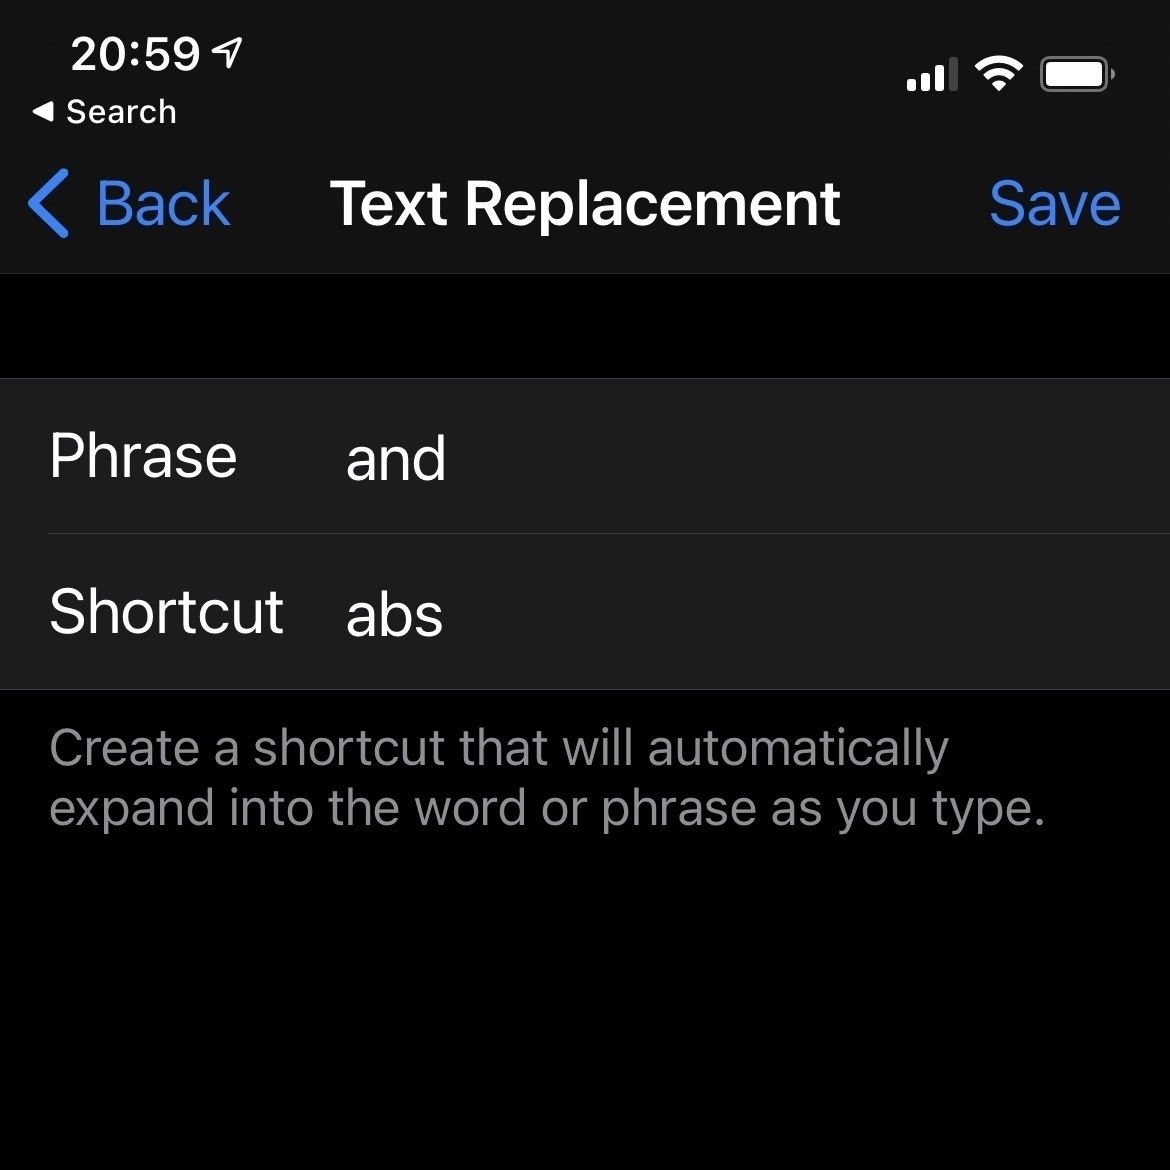 20:59
Search
Back Text Replacement Save
Phrase and
Shortcut abs
Create a shortcut that will automatically
expand into the word or phrase as you type.